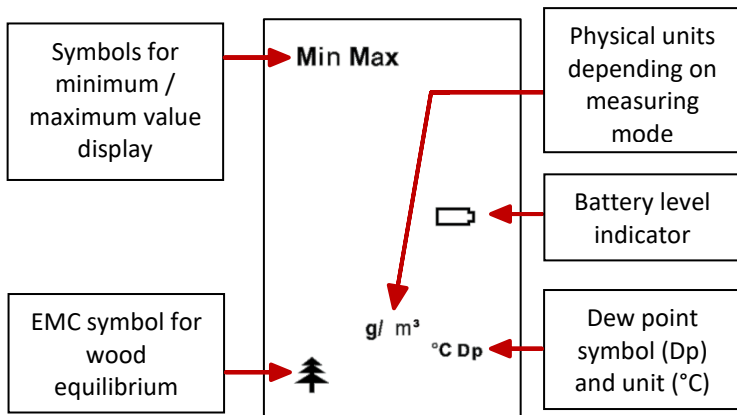 Symbols for
minimum /
maximum value
display
Min Max
Physical units
depending on
measuring
mode
Battery level
indicator
EMC symbol for
wood
equilibrium
g/ m³
°C Dp
Dew point
symbol (Dp)
and unit (°C)